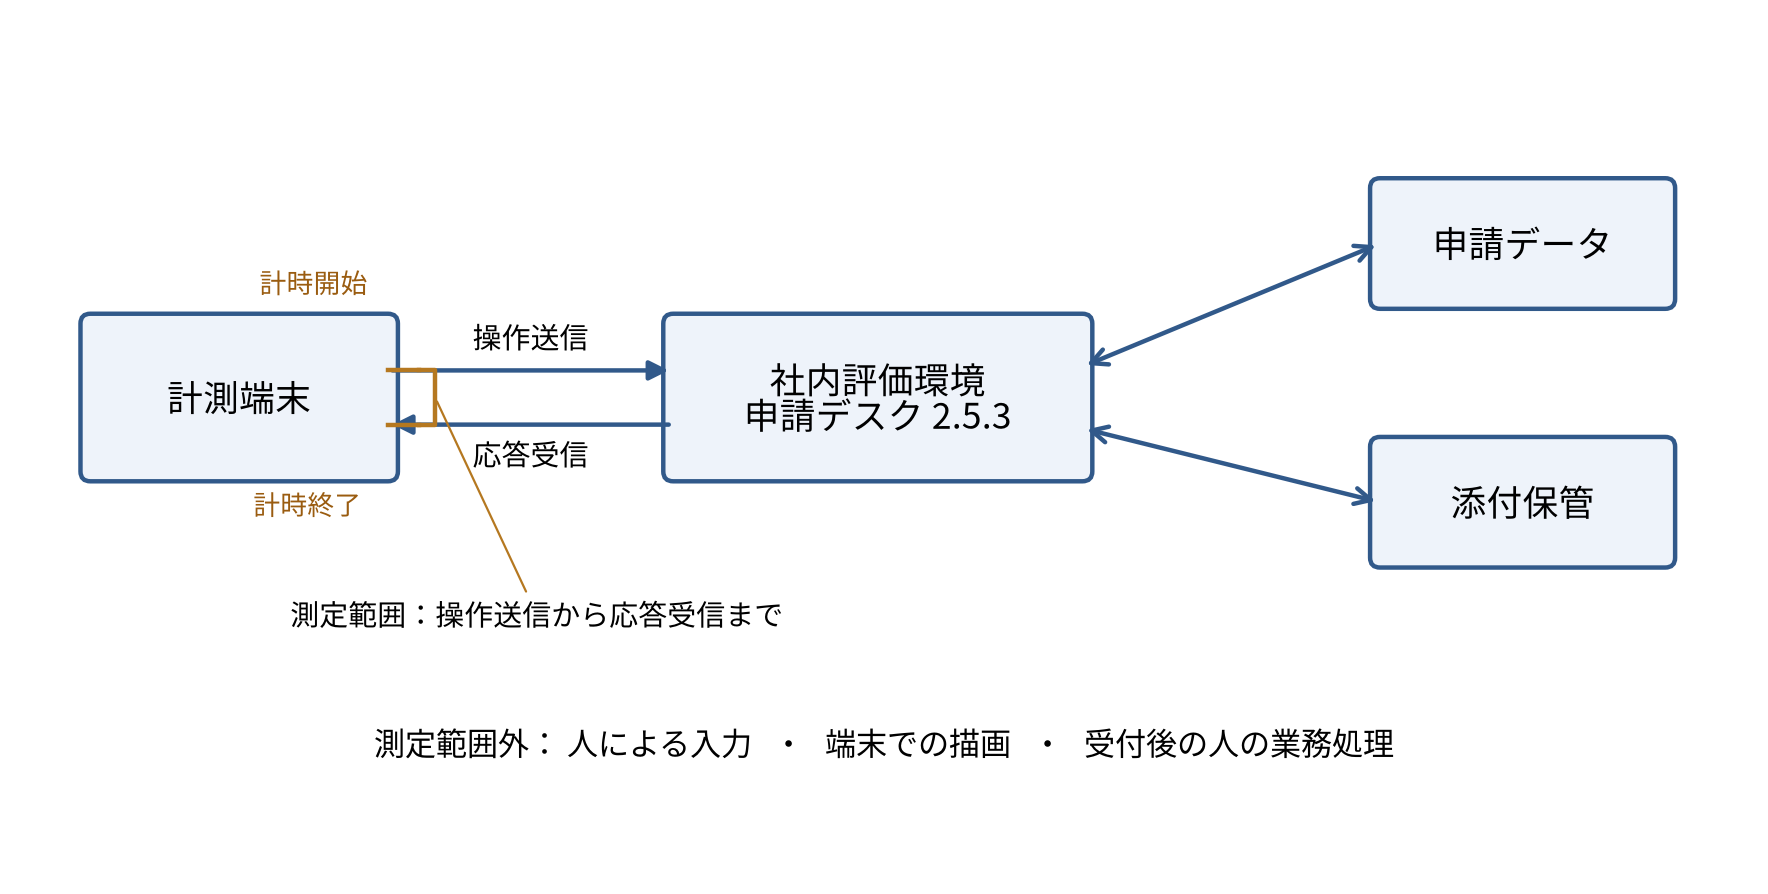 申請データ
計時開始
操作送信
計測端末
社内評価環境
申請デスク 2.5.3
応答受信
計時終了
添付保管
測定範囲：操作送信から応答受信まで
測定範囲外： 人による入力 ・ 端末での描画 ・ 受付後の人の業務処理